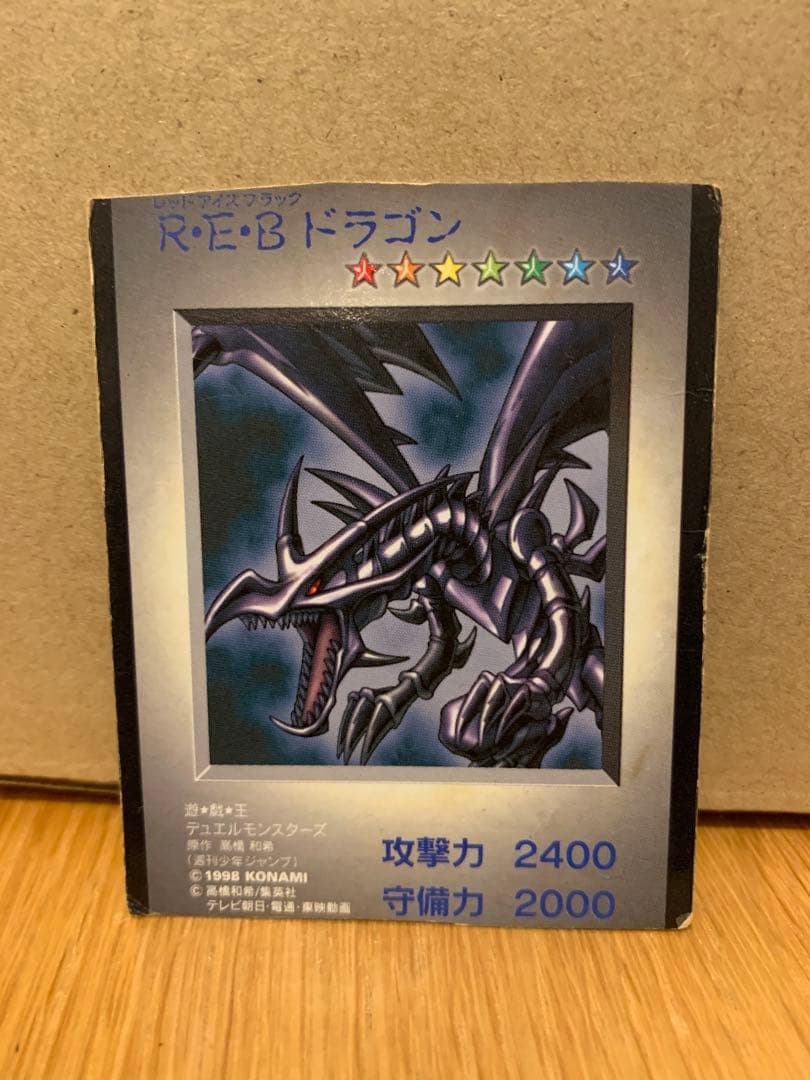 レッドアイズブラック
R・E・B ドラゴン
遊★戯★王
デュエルモンスターズ
原作 高橋 和希
(週刊少年ジャンプ)
©1998 KONAMI
©高橋和希/集英社
テレビ朝日・電通・東映動画
攻撃力 2400
守備力 2000